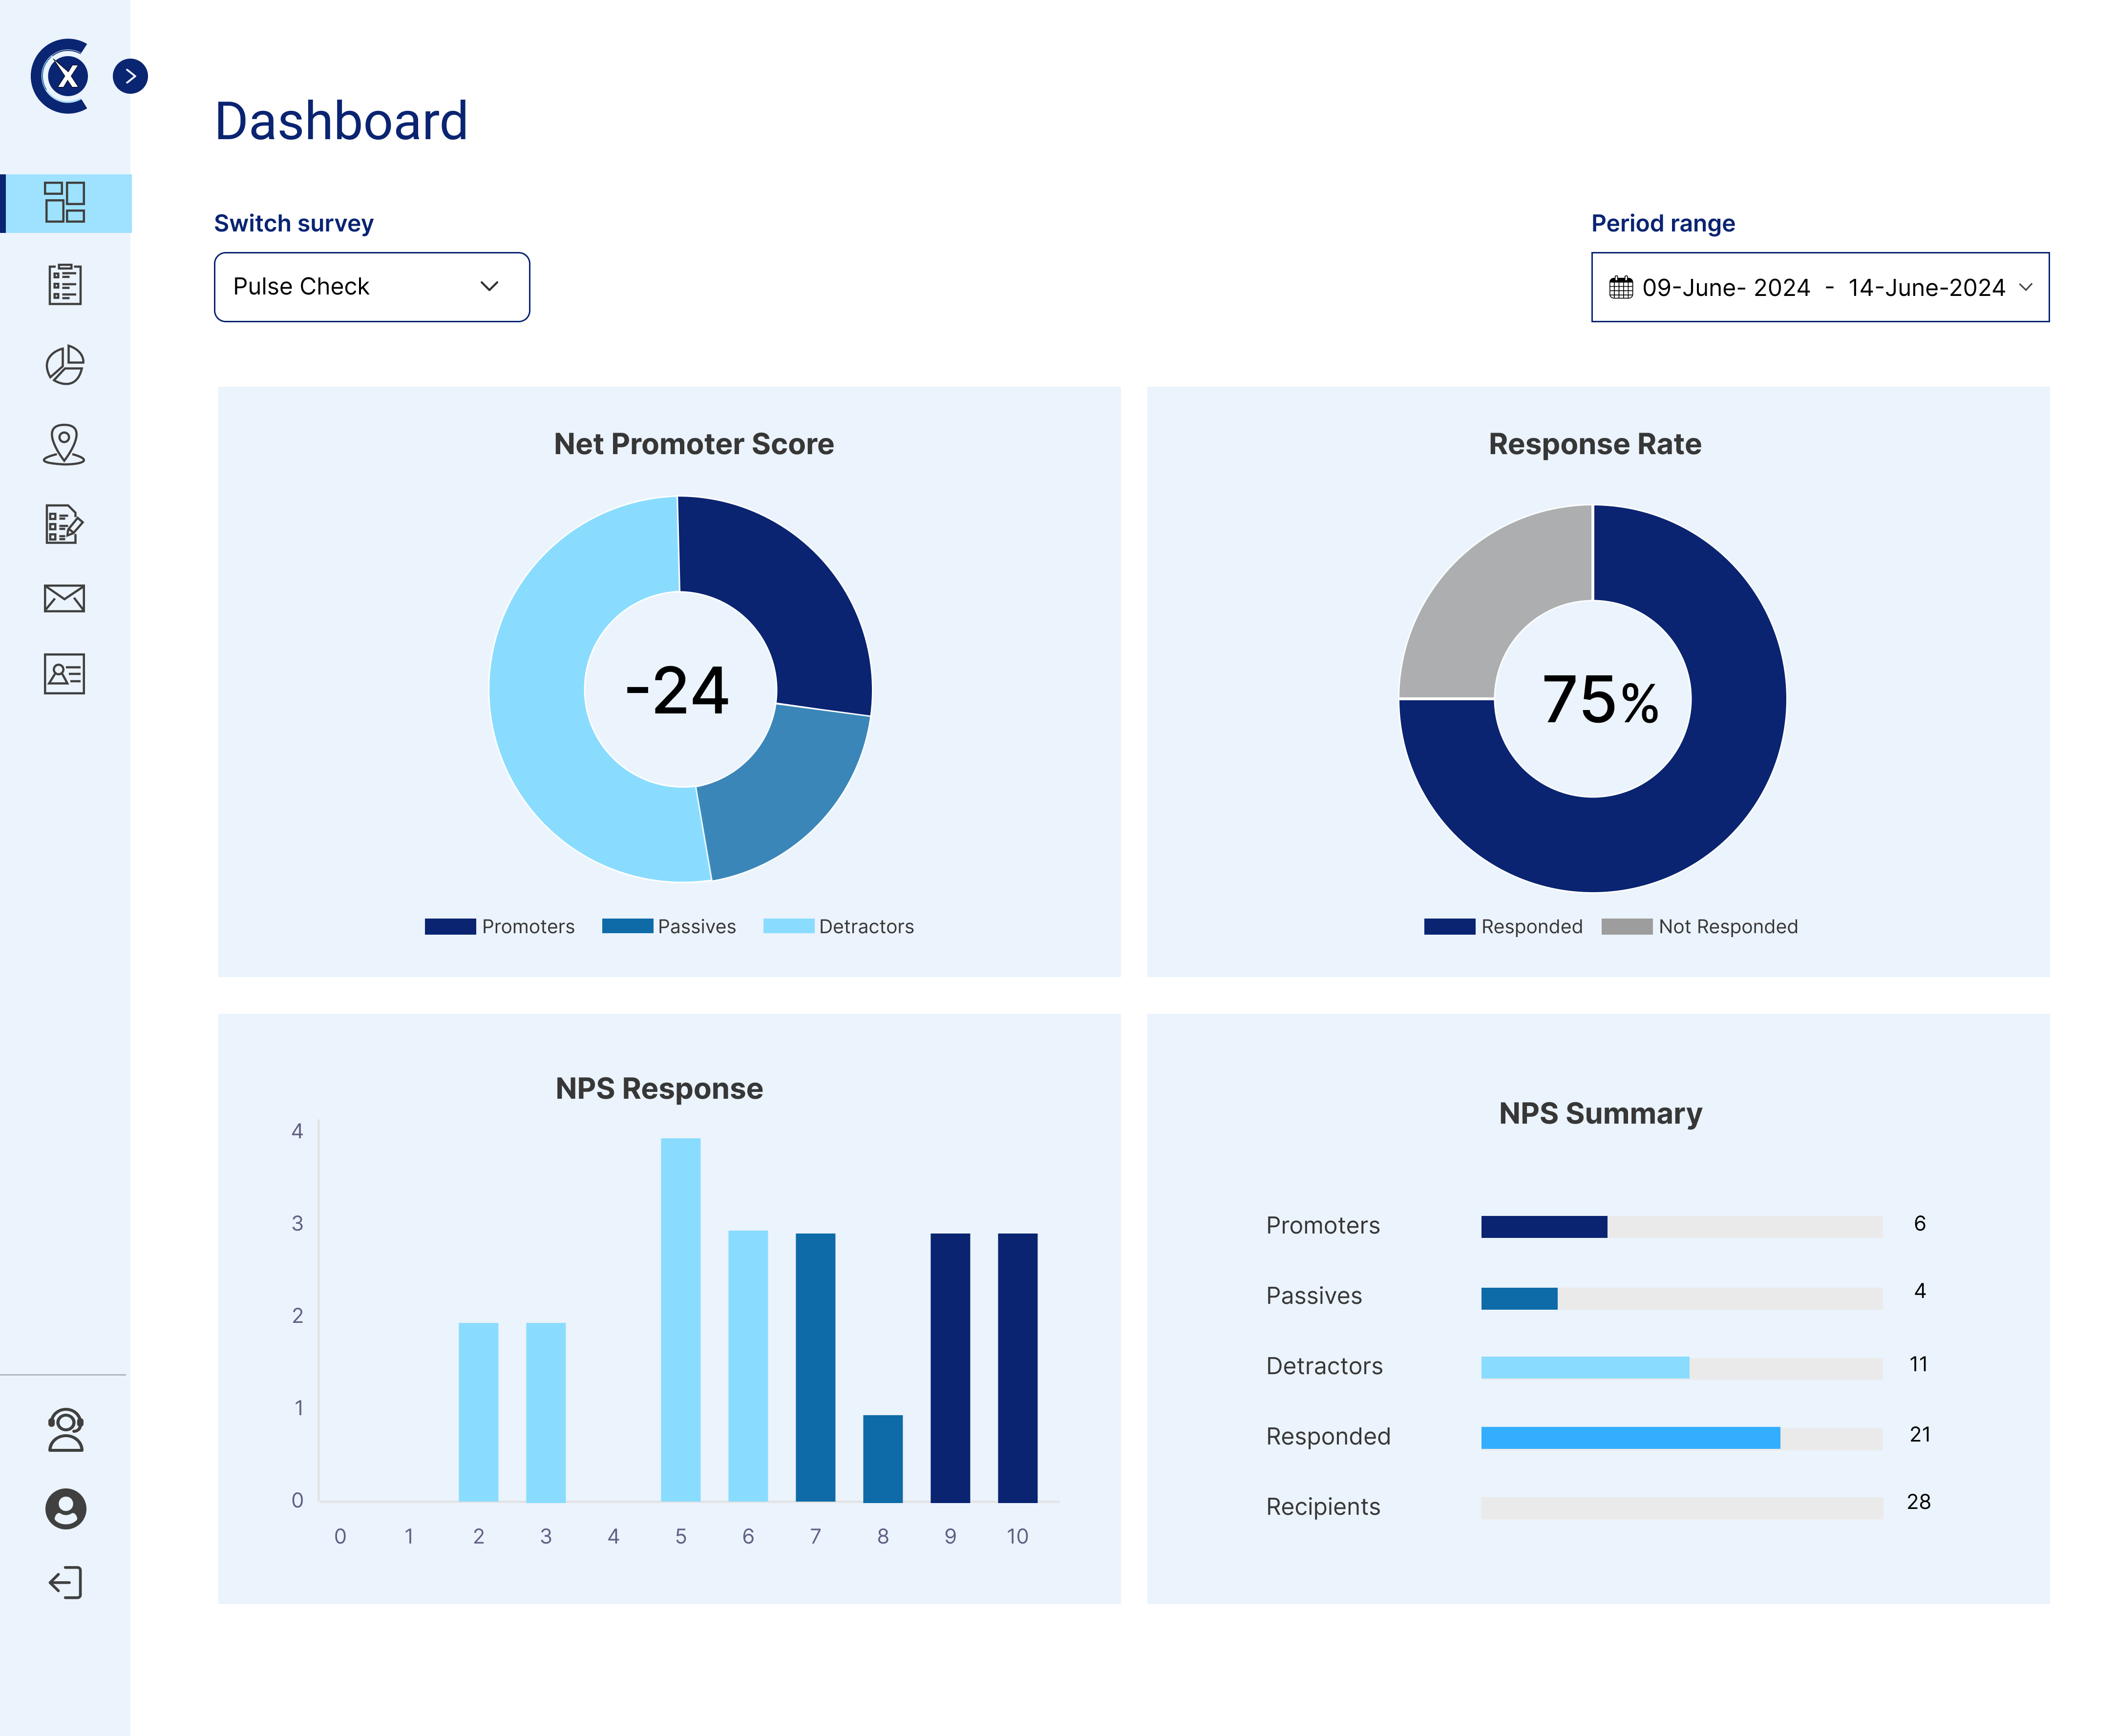 X
Dashboard
Switch survey
Period range
Pulse Check
09-June- 2024 - 14-June-2024
Net Promoter Score
-24
Promoters Passives Detractors
Response Rate
75%
Responded Not Responded
NPS Response
4
3
2
1
0
0 1 2 3 4 5 6 7 8 9 10
NPS Summary
Promoters 6
Passives 4
Detractors 11
Responded 21
Recipients 28